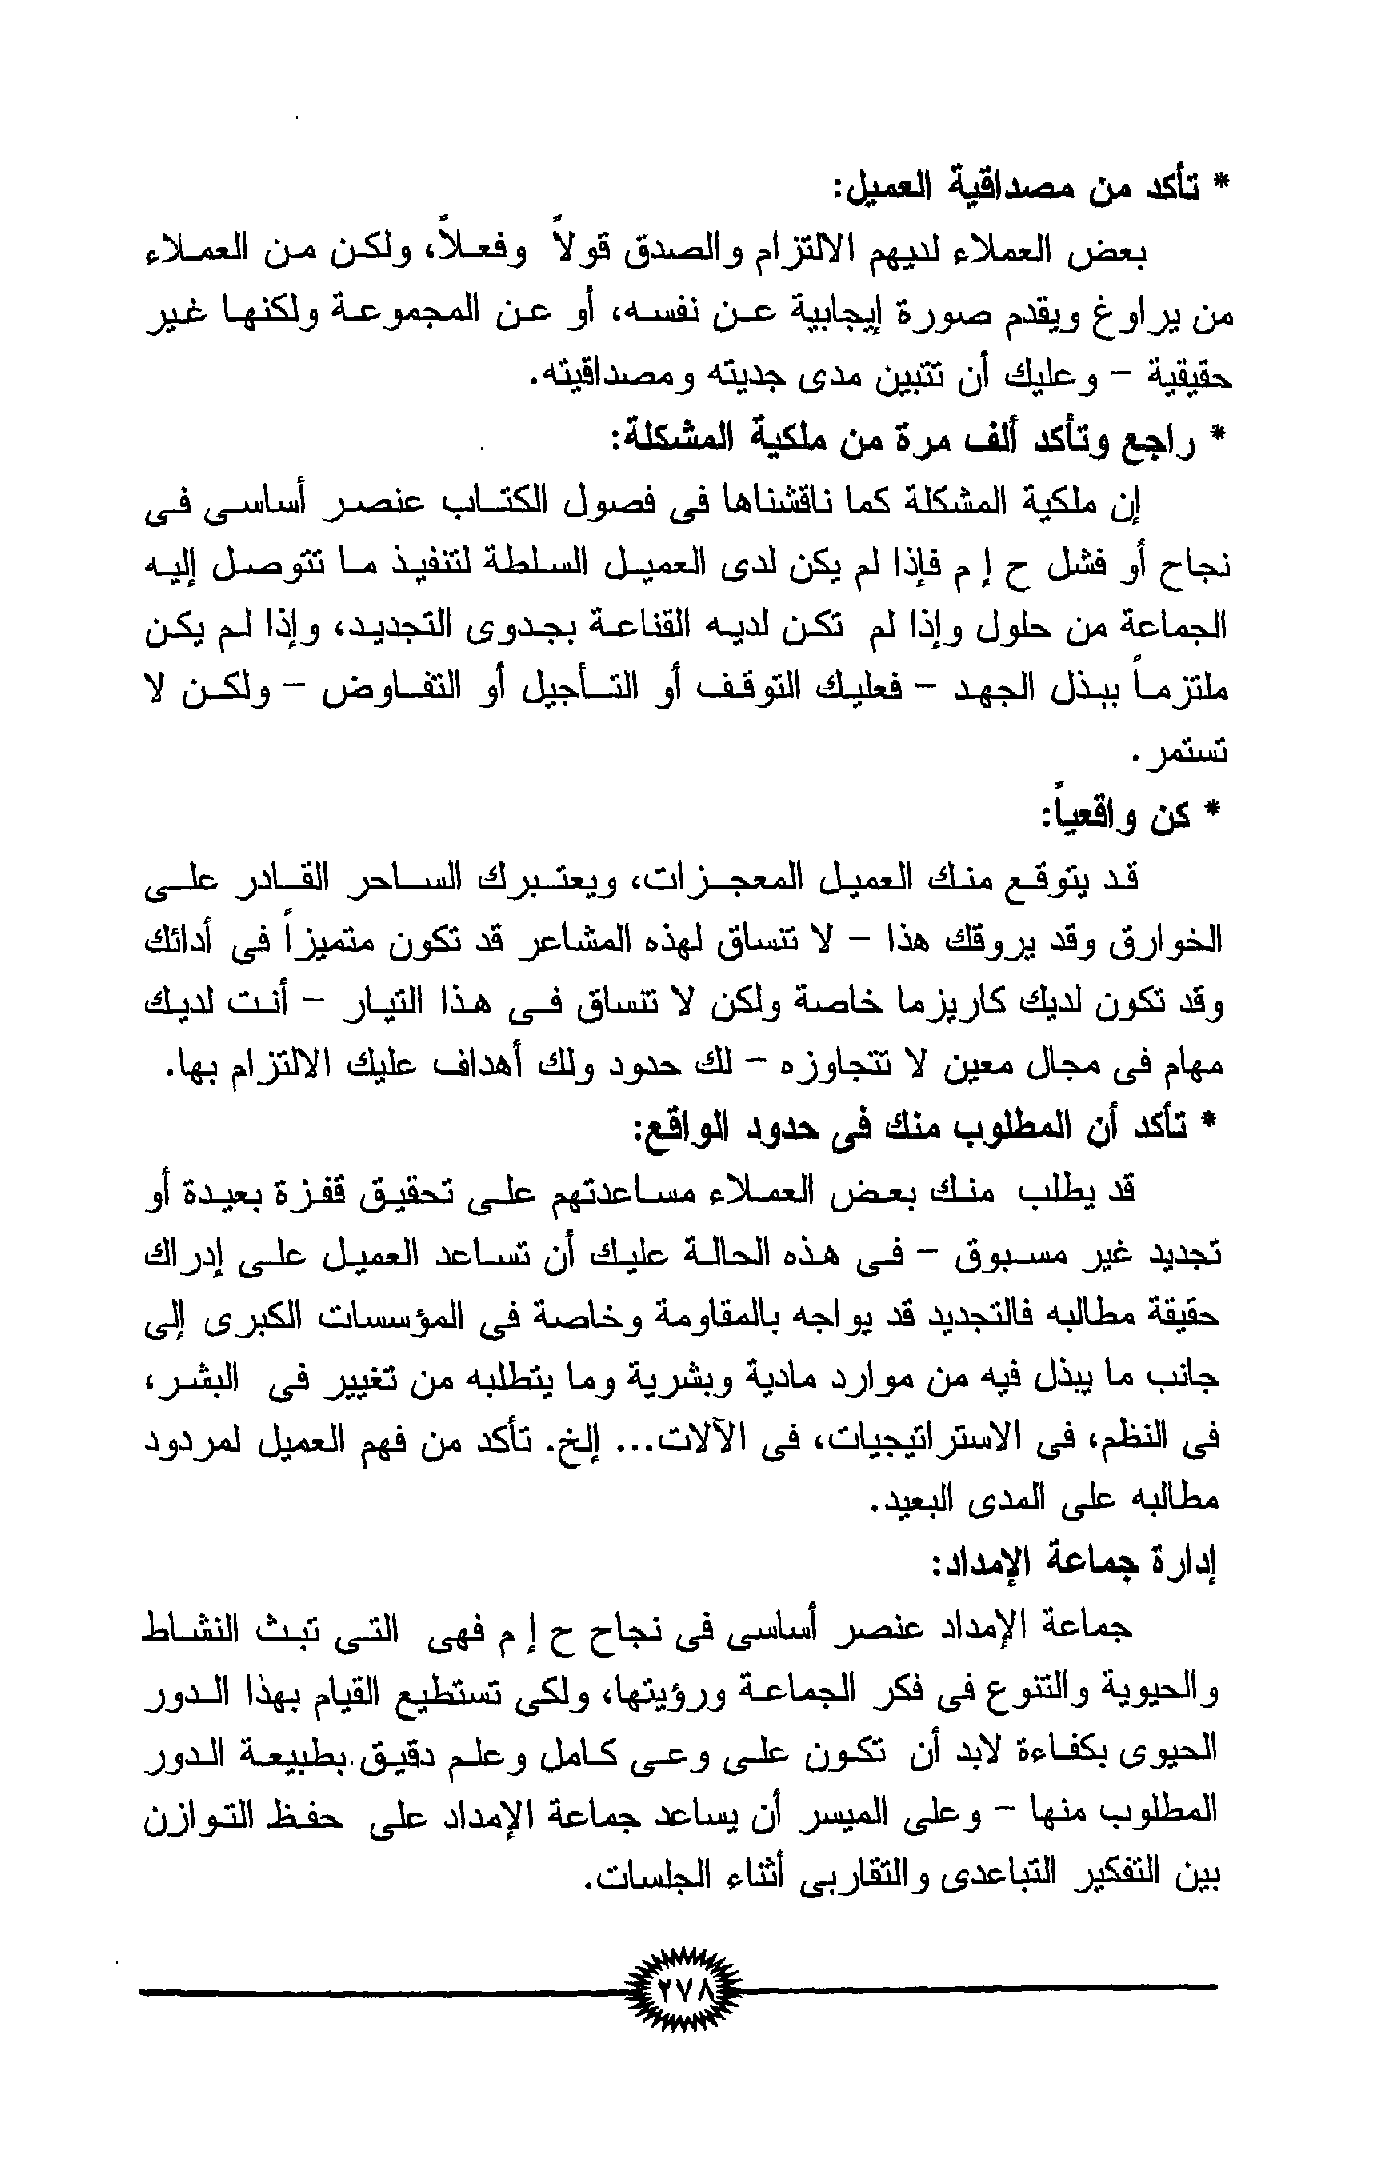 * تأكد من مصداقية العميل:
بعض العملاء لديهم الالتزام والصدق قولاً وفعلاً، ولكن من العملاء
من يراوغ ويقدم صورة إيجابية عن نفسه، أو عن المجموعة ولكنها غير
حقيقية - وعليك أن تتبين مدى جديته ومصداقيته.
* راجع وتأكد ألف مرة من ملكية المشكلة:
إن ملكية المشكلة كما ناقشناها فى فصول الكتاب عنصر أساسى فى
نجاح أو فشل ح إ م فإذا لم يكن لدى العميل السلطة لتنفيذ ما تتوصل إليه
الجماعة من حلول وإذا لم تكن لديه القناعة بجدوى التجديد، وإذا لم يكن
ملتزماً ببذل الجهد - فعليك التوقف أو التأجيل أو التفاوض - ولكن لا
تستمر.
* كن واقعياً:
قد يتوقع منك العميل المعجزات، ويعتبرك الساحر القادر على
الخوارق وقد يروقك هذا - لا تتساق لهذه المشاعر قد تكون متميزاً فى أدائك
وقد تكون لديك كاريزما خاصة ولكن لا تتساق فى هذا التيار - أنت لديك
مهام فى مجال معين لا تتجاوزه - لك حدود ولك أهداف عليك الالتزام بها.
* تأكد أن المطلوب منك فى حدود الواقع:
قد يطلب منك بعض العملاء مساعدتهم على تحقيق قفزة بعيدة أو
تجديد غير مسبوق - فى هذه الحالة عليك أن تساعد العميل على إدراك
حقيقة مطالبه فالتجديد قد يواجه بالمقاومة وخاصة فى المؤسسات الكبرى إلى
جانب ما يبذل فيه من موارد مادية وبشرية وما يتطلبه من تغيير فى البشر،
فى النظم، فى الاستراتيجيات، فى الآلات... إلخ. تأكد من فهم العميل لمردود
مطالبه على المدى البعيد.
إدارة جماعة الإمداد:
جماعة الإمداد عنصر أساسى فى نجاح ح إ م فهى التى تبث النشاط
والحيوية والتنوع فى فكر الجماعة ورؤيتها، ولكى تستطيع القيام بهذا الدور
الحيوى بكفاءة لابد أن تكون على وعى كامل وعلم دقيق بطبيعة الدور
المطلوب منها - وعلى الميسر أن يساعد جماعة الإمداد على حفظ التوازن
بين التفكير التباعدى والتقاربى أثناء الجلسات.
٢٧٨